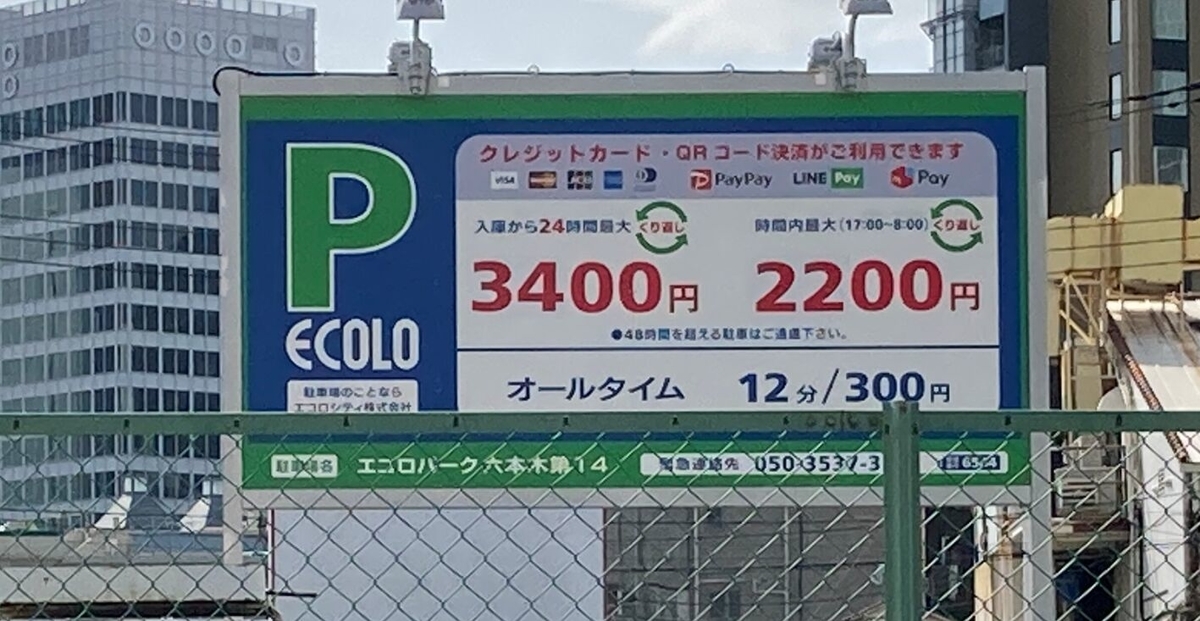 P
ECOLO
駐車場のことなら
エコロシティ株式会社
クレジットカード・QRコード決済がご利用できます
VISA JCB PayPay LINE Pay d Pay
入庫から24時間最大 くり返し
3400円
時間内最大(17:00~8:00) くり返し
2200円
●48時間を超える駐車はご遠慮下さい。
オールタイム 12分/300円
駐車場名 エコロパーク六本木第14 緊急連絡先 050-3537-3 6564